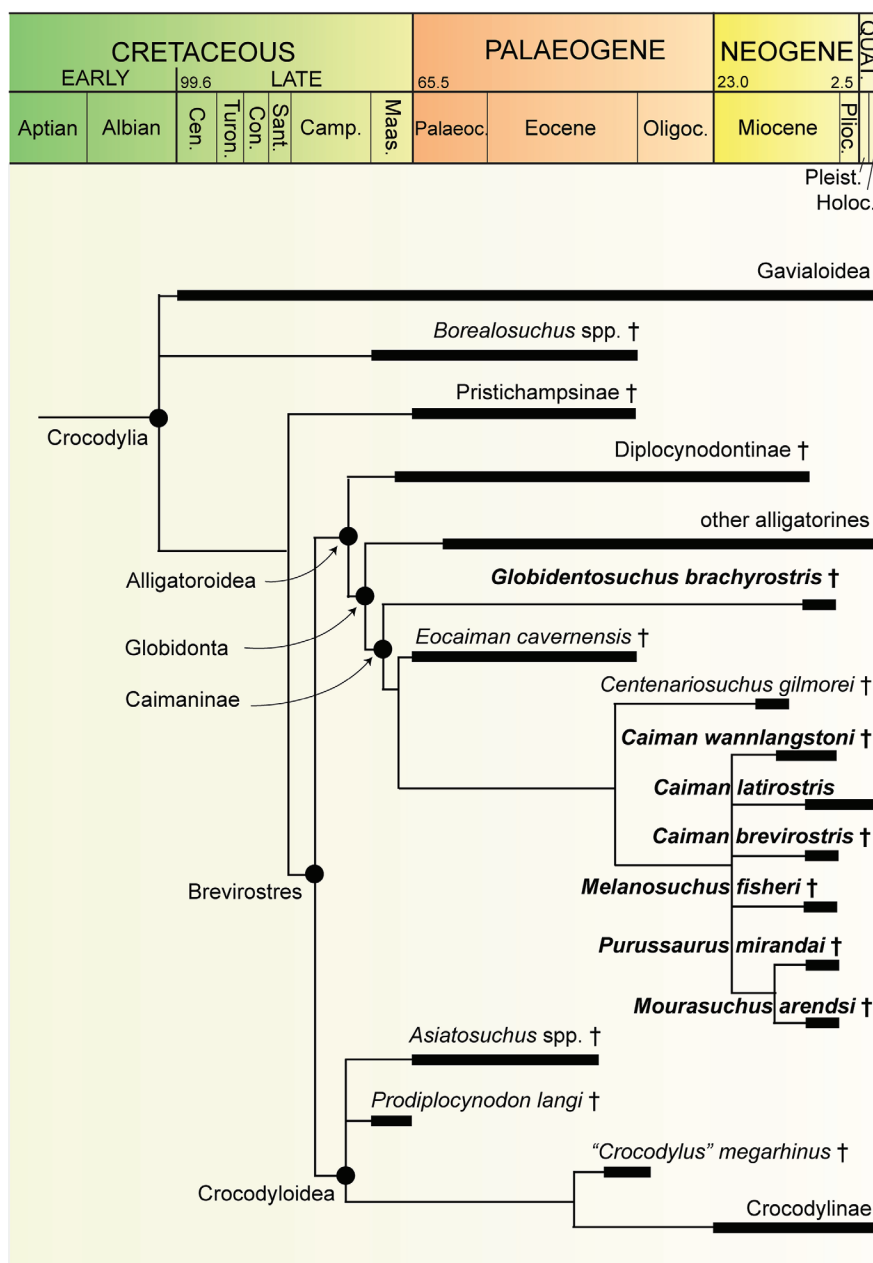 CRETACEOUS
PALAEOGENE
NEOGENE
QUAT.
EARLY
99.6
LATE
65.5
23.0
2.5
Aptian
Albian
Cen.
Turon.
Con.
Sant.
Camp.
Maas.
Palaeoc.
Eocene
Oligoc.
Miocene
Plioc.
Pleist.
Holoc.
Gavialoidea
Borealosuchus spp. †
Pristichampsinae †
Crocodylia
Diplocynodontinae †
other alligatorines
Alligatoroidea
Globidentosuchus brachyrostris †
Globidonta
Eocaiman cavernensis †
Caimaninae
Centenariosuchus gilmorei †
Caiman wannlangstoni †
Caiman latirostris
Caiman brevirostris †
Brevirostres
Melanosuchus fisheri †
Purussaurus mirandai †
Mourasuchus arendsi †
Asiatosuchus spp. †
Prodiplocynodon langi †
“Crocodylus” megarhinus †
Crocodyloidea
Crocodylinae